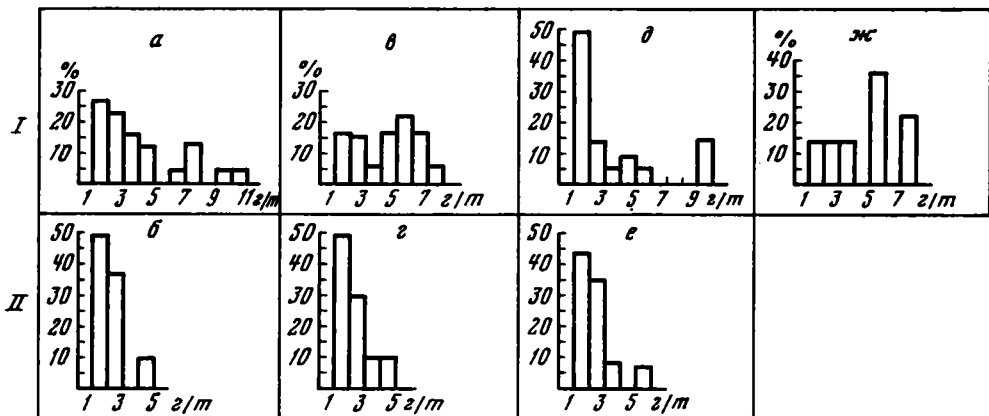 а в д ж
% % 50 %
30 30 40 40
20 20 30 30
10 10 20 20
10 10
I
1 3 5 7 9 11 г/т 1 3 5 7 г/т 1 3 5 7 9 г/т 1 3 5 7 г/т
б г е
50 50 50
40 40 40
30 30 30
20 20 20
10 10 10
II
1 3 5 г/т 1 3 5 г/т 1 3 5 г/т